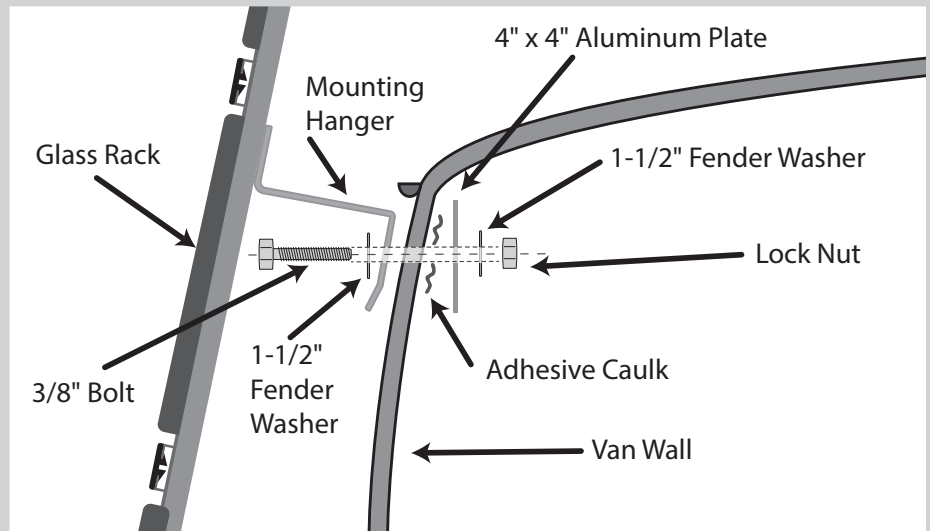 4" x 4" Aluminum Plate
Mounting
Hanger
Glass Rack
1-1/2" Fender Washer
Lock Nut
3/8" Bolt
1-1/2"
Fender
Washer
Adhesive Caulk
Van Wall